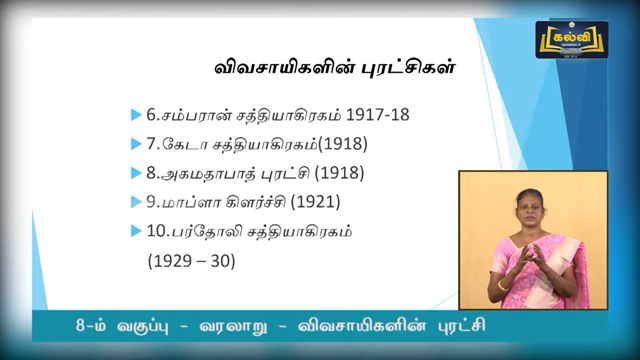 கல்வி
விவசாயிகளின் புரட்சிகள்
6.சம்பரான் சத்தியாகிரகம் 1917-18
7.கேடா சத்தியாகிரகம்(1918)
8.அகமதாபாத் புரட்சி (1918)
9.மாப்ளா கிளர்ச்சி (1921)
10.பர்தோலி சத்தியாகிரகம்
(1929 – 30)
8-ம் வகுப்பு - வரலாறு - விவசாயிகளின் புரட்சி